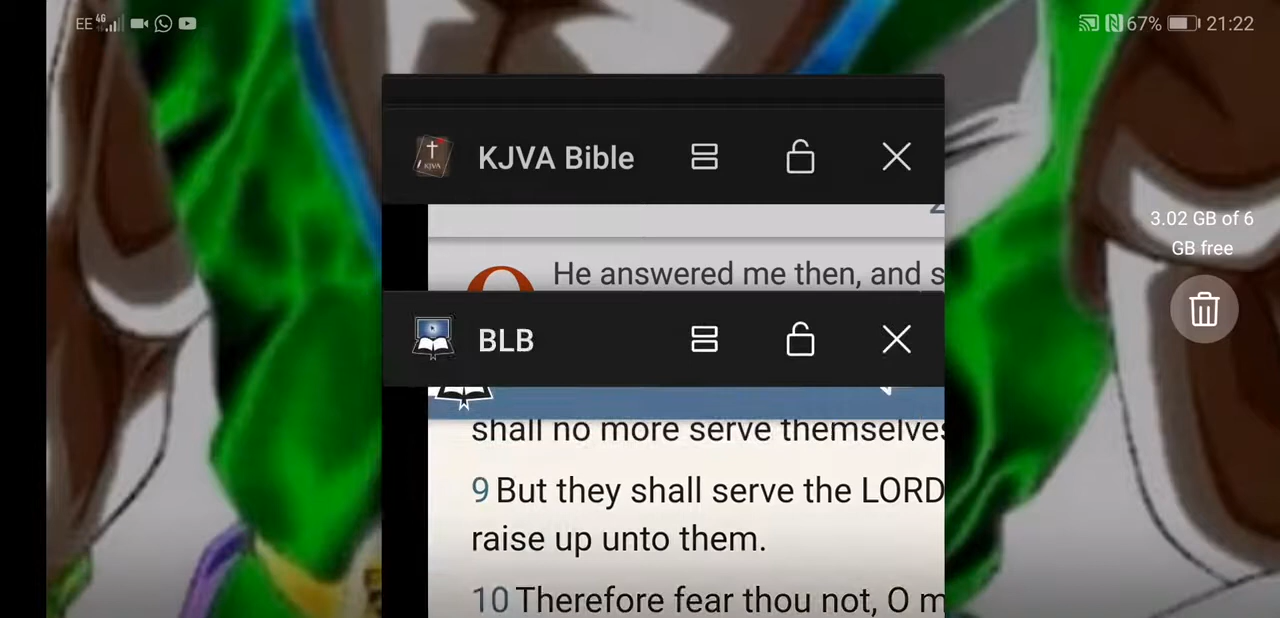 EE 4G 67% 21:22
KJVA Bible
3.02 GB of 6
GB free
He answered me then, and s
BLB
shall no more serve themselves
9 But they shall serve the LORD
raise up unto them.
10 Therefore fear thou not, O m